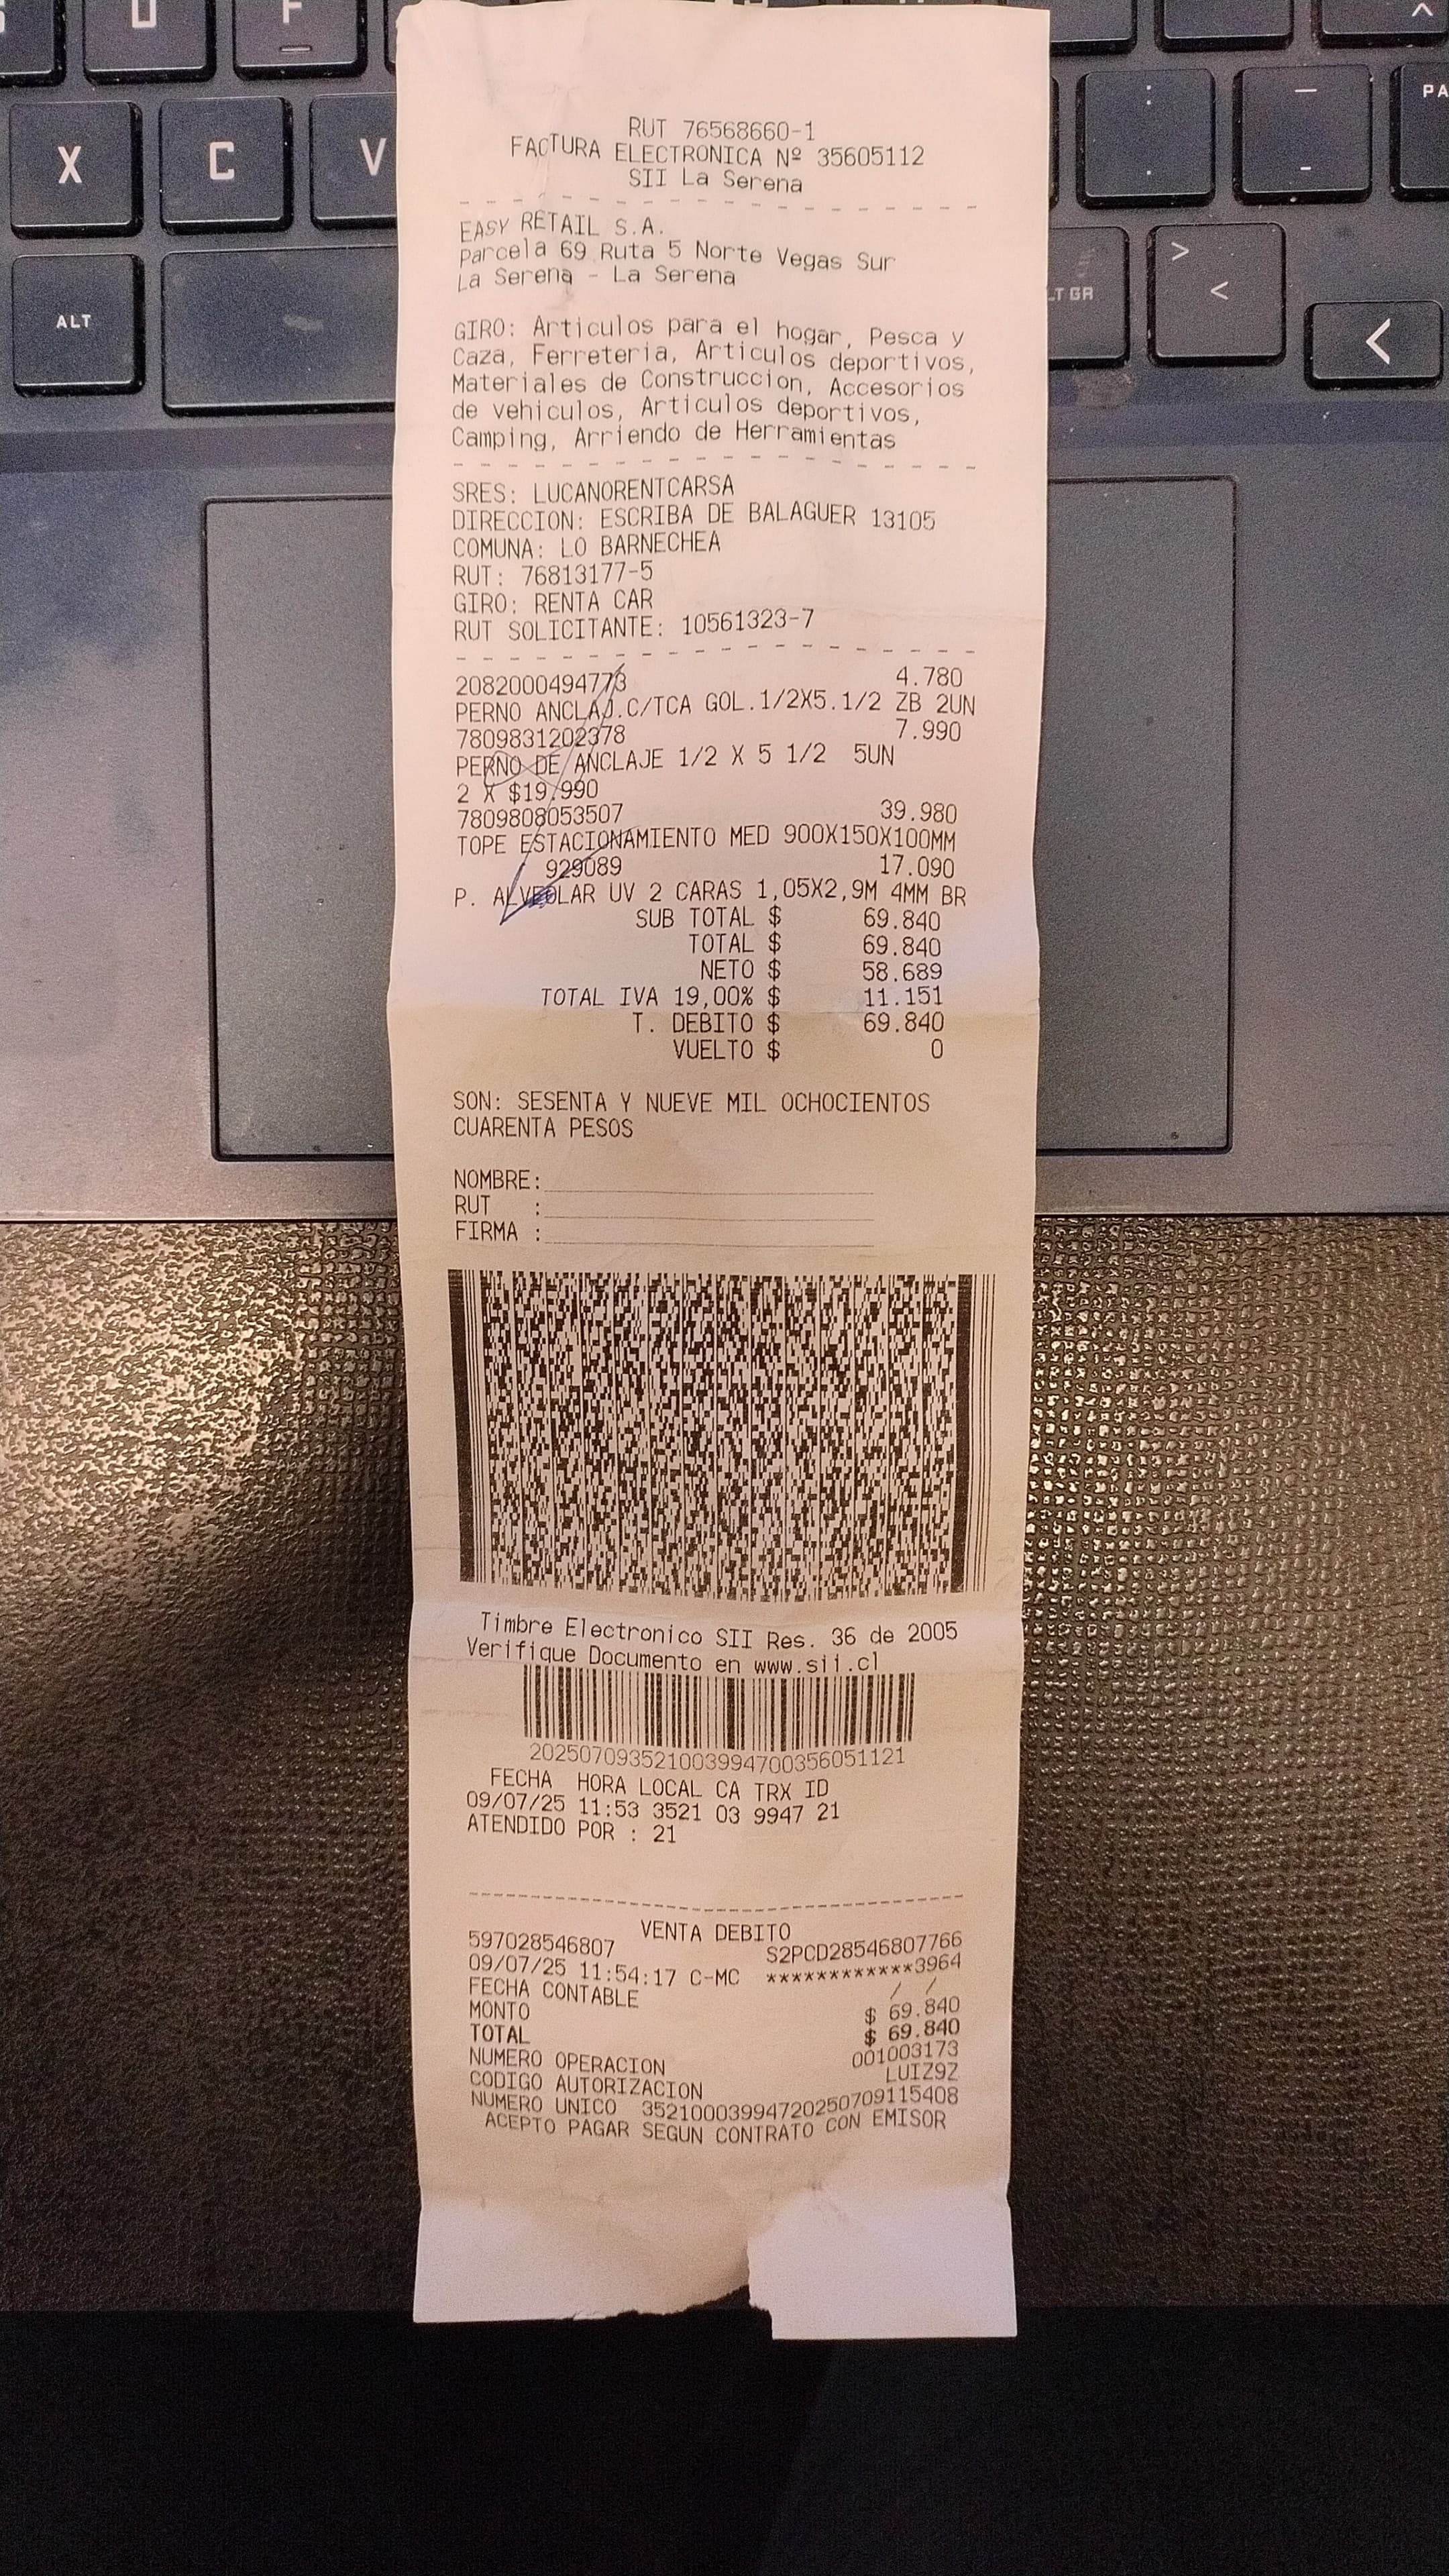 RUT 76568660-1
FACTURA ELECTRONICA Nº 35605112
SII La Serena
EASY RETAIL S.A.
Parcela 69 Ruta 5 Norte Vegas Sur
La Serena - La Serena
GIRO: Articulos para el hogar, Pesca y
Caza, Ferreteria, Articulos deportivos,
Materiales de Construccion, Accesorios
de vehiculos, Articulos deportivos,
Camping, Arriendo de Herramientas
SRES: LUCANORENTCARSA
DIRECCION: ESCRIBA DE BALAGUER 13105
COMUNA: LO BARNECHEA
RUT: 76813177-5
GIRO: RENTA CAR
RUT SOLICITANTE: 10561323-7
2082000494773 4.780
PERNO ANCLAJ.C/TCA GOL.1/2X5.1/2 ZB 2UN
7809831202378 7.990
PERNO DE ANCLAJE 1/2 X 5 1/2 5UN
2 X $19.990
7809808053507 39.980
TOPE ESTACIONAMIENTO MED 900X150X100MM
929089 17.090
P. ALVEOLAR UV 2 CARAS 1,05X2,9M 4MM BR
SUB TOTAL $ 69.840
TOTAL $ 69.840
NETO $ 58.689
TOTAL IVA 19,00% $ 11.151
T. DEBITO $ 69.840
VUELTO $ 0
SON: SESENTA Y NUEVE MIL OCHOCIENTOS
CUARENTA PESOS
NOMBRE:
RUT :
FIRMA :
Timbre Electronico SII Res. 36 de 2005
Verifique Documento en www.sii.cl
202507093521003994700356051121
FECHA HORA LOCAL CA TRX ID
09/07/25 11:53 3521 03 9947 21
ATENDIDO POR : 21
VENTA DEBITO
597028546807 S2PCD28546807766
09/07/25 11:54:17 C-MC ************3964
FECHA CONTABLE / /
MONTO $ 69.840
TOTAL $ 69.840
NUMERO OPERACION 001003173
CODIGO AUTORIZACION LUIZ9Z
NUMERO UNICO 35210003994720250709115408
ACEPTO PAGAR SEGUN CONTRATO CON EMISOR
X C V
ALT
LT GR
> <